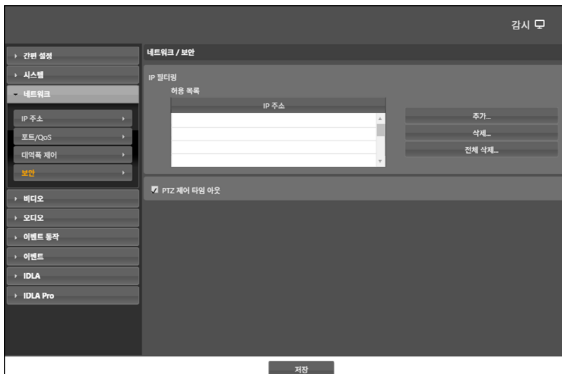 감시
간편 설정
시스템
네트워크
IP 주소
포트/QoS
대역폭 제어
보안
비디오
오디오
이벤트 동작
이벤트
IDLA
IDLA Pro
네트워크 / 보안
IP 필터링
허용 목록
IP 주소
추가...
삭제...
전체 삭제...
PTZ 제어 타임 아웃
저장